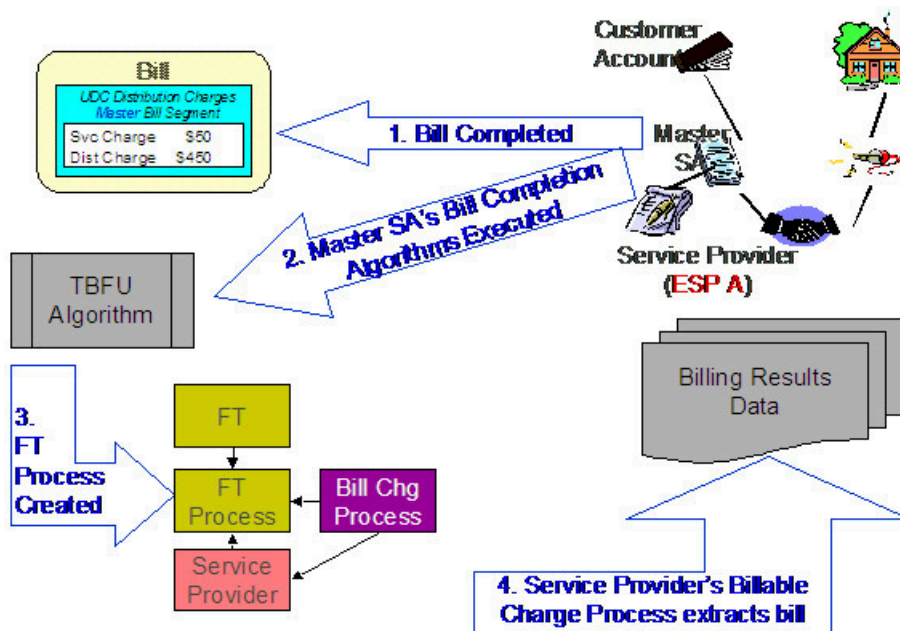 Customer
Account
Bill
UDC Distribution Charges
Master Bill Segment
Svc Charge $50
Dist Charge $450
1. Bill Completed
Master
SA
2. Master SA's Bill Completion
Algorithms Executed
Service Provider
(ESP A)
TBFU
Algorithm
Billing Results
Data
3.
FT
Process
Created
FT
FT
Process
Bill Chg
Process
Service
Provider
4. Service Provider's Billable
Charge Process extracts bill